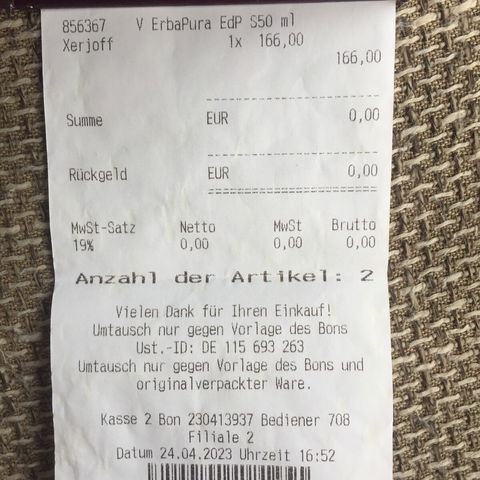 856367 V ErbaPura EdP S50 ml
Xerjoff 1x 166,00
166,00
Summe EUR 0,00
Rückgeld EUR 0,00
MwSt-Satz Netto MwSt Brutto
19% 0,00 0,00 0,00
Anzahl der Artikel: 2
Vielen Dank für Ihren Einkauf!
Umtausch nur gegen Vorlage des Bons
Ust.-ID: DE 115 693 263
Umtausch nur gegen Vorlage des Bons und
originalverpackter Ware.
Kasse 2 Bon 230413937 Bediener 708
Filiale 2
Datum 24.04.2023 Uhrzeit 16:52